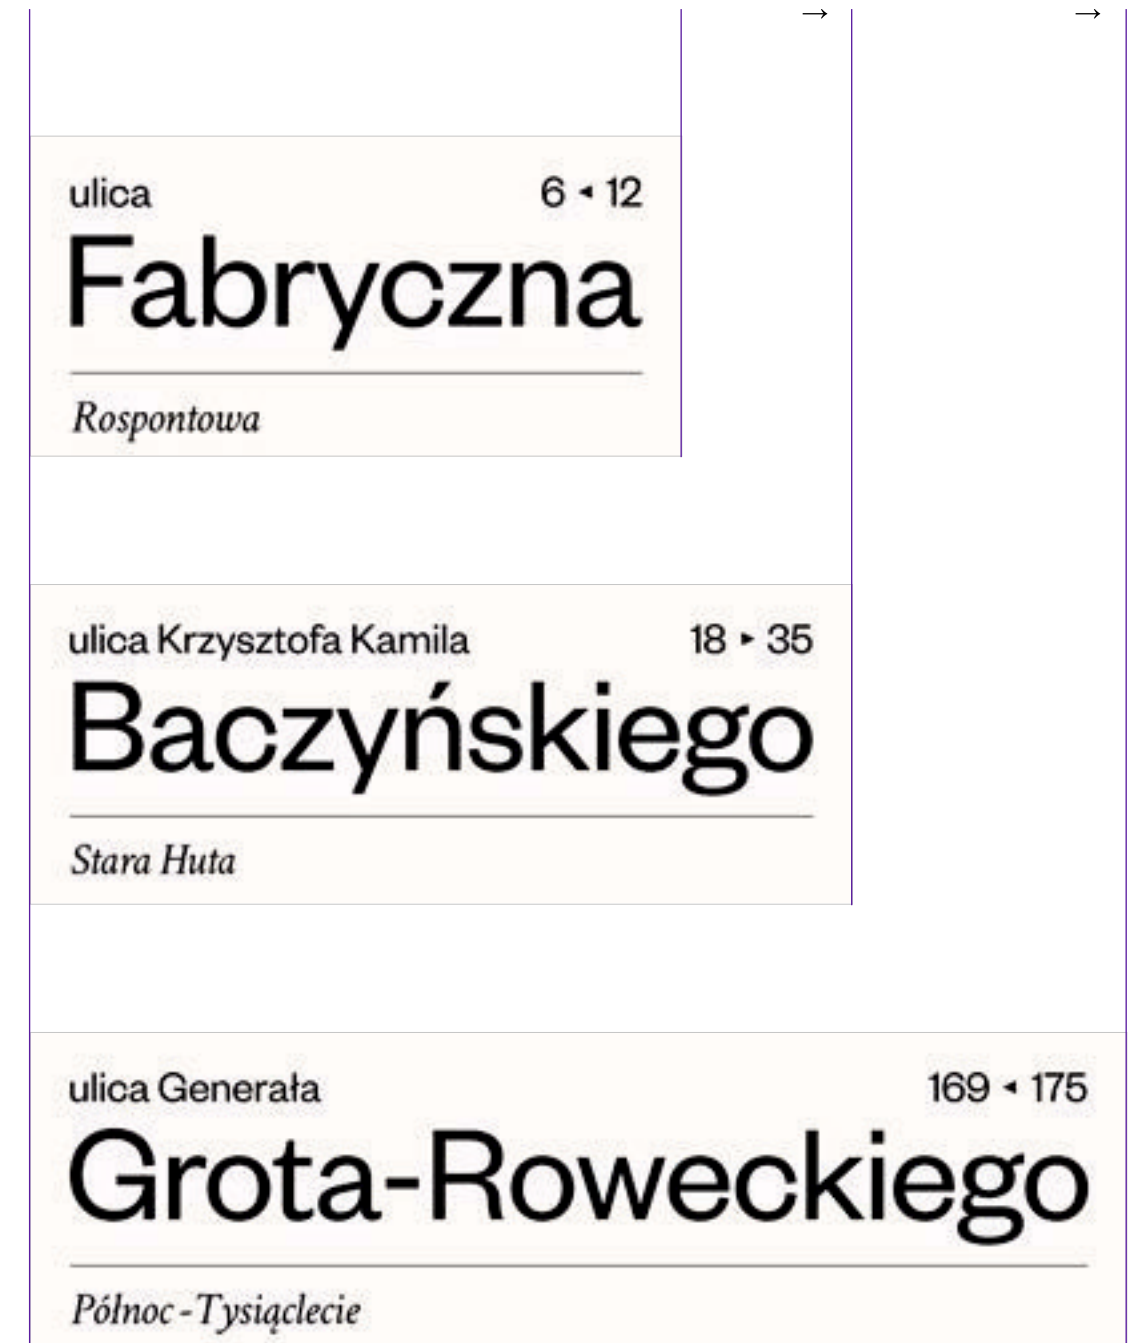 → →
ulica 6 ◂ 12
Fabryczna
Rospontowa
ulica Krzysztofa Kamila 18 ▸ 35
Baczyńskiego
Stara Huta
ulica Generała 169 ◂ 175
Grota-Roweckiego
Północ-Tysiąclecie